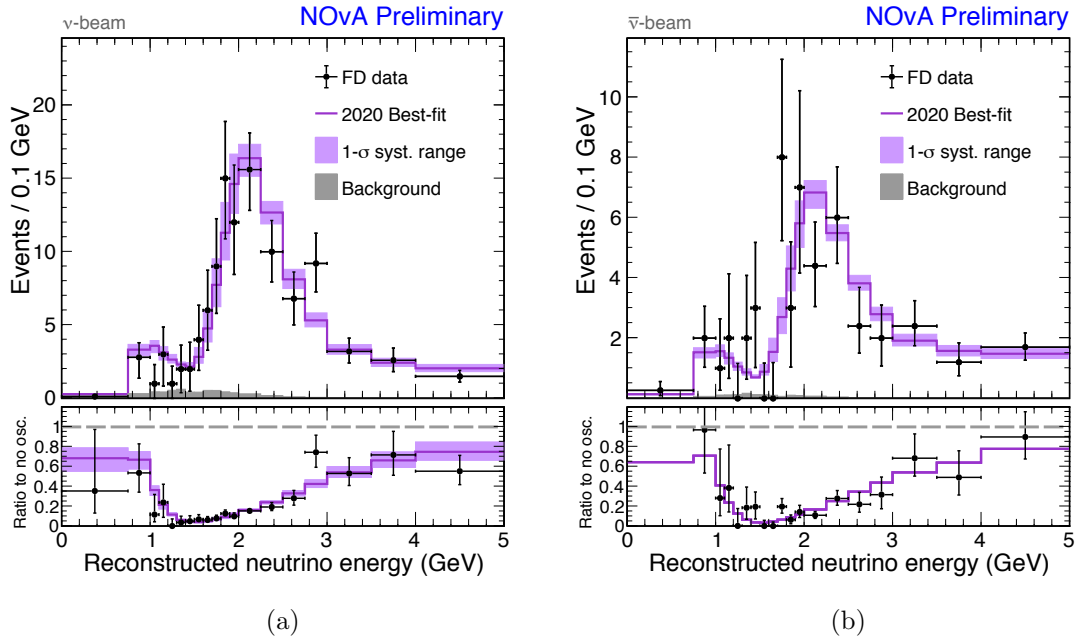 ν-beam
NOvA Preliminary
FD data
2020 Best-fit
1-σ syst. range
Background
Events / 0.1 GeV
20
15
10
5
0
Ratio to no osc.
1
0.8
0.6
0.4
0.2
0
0 1 2 3 4 5
Reconstructed neutrino energy (GeV)
(a)
ν̄-beam
NOvA Preliminary
FD data
2020 Best-fit
1-σ syst. range
Background
Events / 0.1 GeV
12
10
8
6
4
2
0
Ratio to no osc.
1
0.8
0.6
0.4
0.2
0
0 1 2 3 4 5
Reconstructed neutrino energy (GeV)
(b)